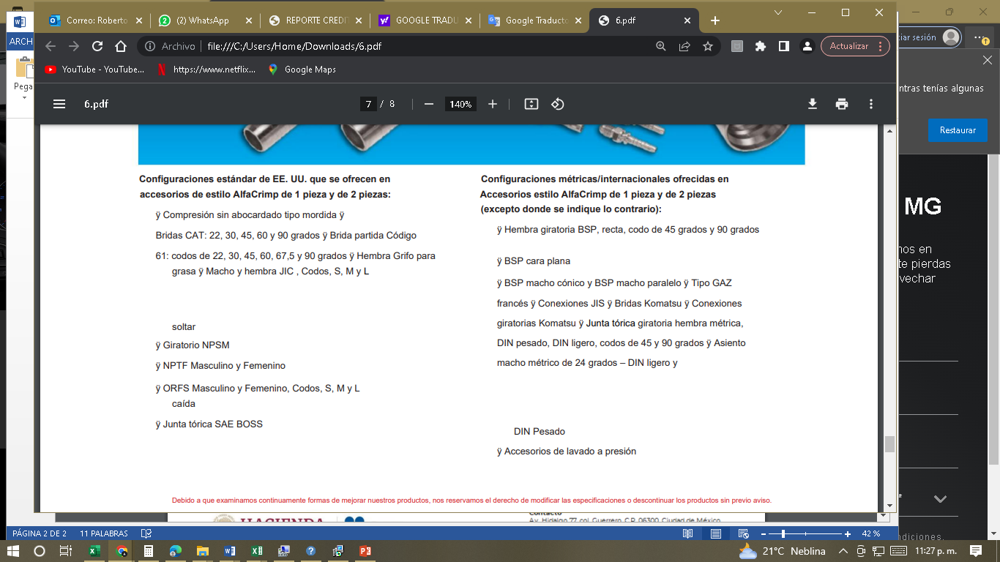 Correo: Roberto
(2) WhatsApp
REPORTE CREDIT
GOOGLE TRADU
Google Traducto
6.pdf
ARCH
Archivo
file:///C:/Users/Home/Downloads/6.pdf
Actualizar
ciar sesión
YouTube - YouTube...
https://www.netflix...
Google Maps
Pega
ntras tenías algunas
6.pdf
7 / 8
140%
Restaurar
Configuraciones estándar de EE. UU. que se ofrecen en
accesorios de estilo AlfaCrimp de 1 pieza y de 2 piezas:
ÿ Compresión sin abocardado tipo mordida ÿ
Bridas CAT: 22, 30, 45, 60 y 90 grados ÿ Brida partida Código
61: codos de 22, 30, 45, 60, 67,5 y 90 grados ÿ Hembra Grifo para
grasa ÿ Macho y hembra JIC , Codos, S, M y L
soltar
ÿ Giratorio NPSM
ÿ NPTF Masculino y Femenino
ÿ ORFS Masculino y Femenino, Codos, S, M y L
caída
ÿ Junta tórica SAE BOSS
Configuraciones métricas/internacionales ofrecidas en
Accesorios estilo AlfaCrimp de 1 pieza y de 2 piezas
(excepto donde se indique lo contrario):
ÿ Hembra giratoria BSP, recta, codo de 45 grados y 90 grados
ÿ BSP cara plana
ÿ BSP macho cónico y BSP macho paralelo ÿ Tipo GAZ
francés ÿ Conexiones JIS ÿ Bridas Komatsu ÿ Conexiones
giratorias Komatsu ÿ Junta tórica giratoria hembra métrica,
DIN pesado, DIN ligero, codos de 45 y 90 grados ÿ Asiento
macho métrico de 24 grados – DIN ligero y
DIN Pesado
ÿ Accesorios de lavado a presión
Debido a que examinamos continuamente formas de mejorar nuestros productos, nos reservamos el derecho de modificar las especificaciones o descontinuar los productos sin previo aviso.
MG
nos en
te pierdas
vechar
*
ndiciones.
HACIENDA
Contacto
Av. Hidalgo 77, col. Guerrero, C.P. 06300, Ciudad de México.
PÁGINA 2 DE 2
11 PALABRAS
42 %
21°C Neblina
11:27 p. m.